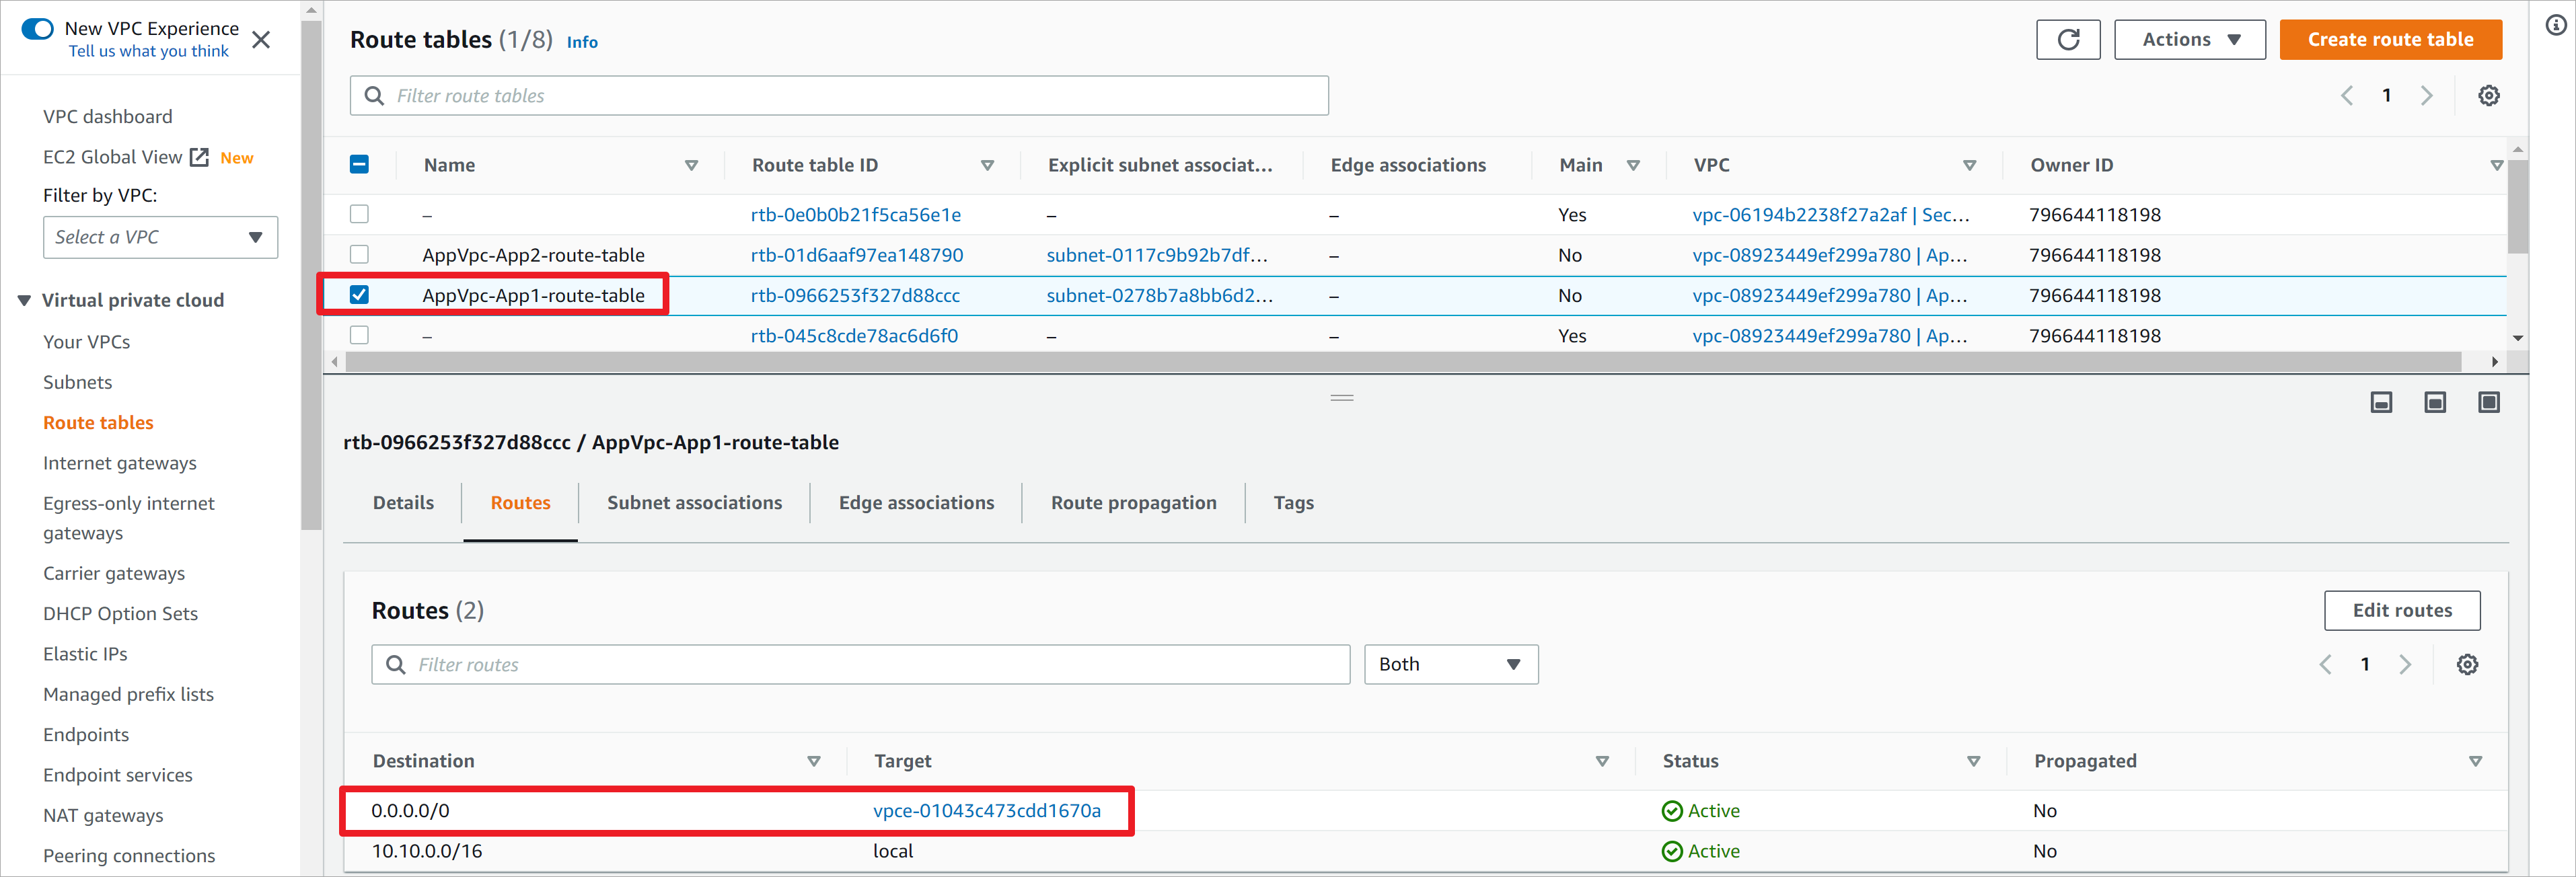 New VPC Experience
Tell us what you think
VPC dashboard
EC2 Global View New
Filter by VPC:
Select a VPC
Virtual private cloud
Your VPCs
Subnets
Route tables
Internet gateways
Egress-only internet
gateways
Carrier gateways
DHCP Option Sets
Elastic IPs
Managed prefix lists
Endpoints
Endpoint services
NAT gateways
Peering connections
Route tables (1/8) Info
Actions
Create route table
Filter route tables
1
Name Route table ID Explicit subnet associat... Edge associations Main VPC Owner ID
– rtb-0e0b0b21f5ca56e1e – – Yes vpc-06194b2238f27a2af | Sec... 796644118198
AppVpc-App2-route-table rtb-01d6aaf97ea148790 subnet-0117c9b92b7df... – No vpc-08923449ef299a780 | Ap... 796644118198
AppVpc-App1-route-table rtb-0966253f327d88ccc subnet-0278b7a8bb6d2... – No vpc-08923449ef299a780 | Ap... 796644118198
– rtb-045c8cde78ac6d6f0 – – Yes vpc-08923449ef299a780 | Ap... 796644118198
rtb-0966253f327d88ccc / AppVpc-App1-route-table
Details Routes Subnet associations Edge associations Route propagation Tags
Routes (2)
Edit routes
Filter routes
Both
1
Destination Target Status Propagated
0.0.0.0/0 vpce-01043c473cdd1670a Active No
10.10.0.0/16 local Active No